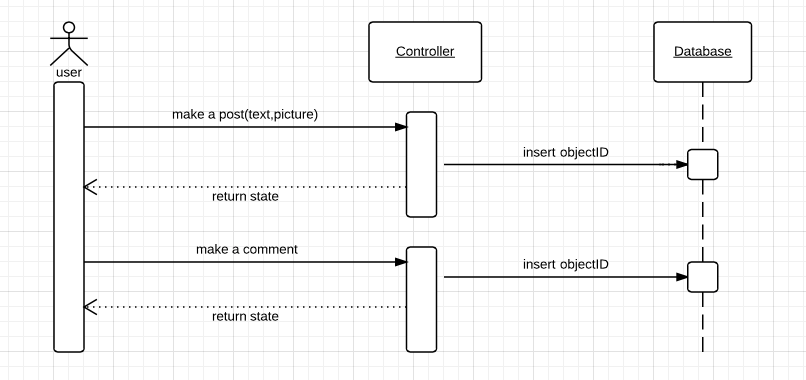 Controller
Database
user
make a post(text,picture)
insert objectID
return state
make a comment
insert objectID
return state